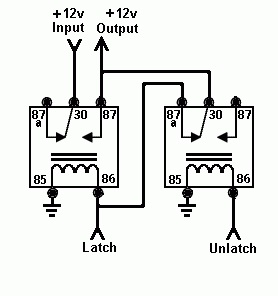 +12v +12v
Input Output
87 30 87 87 30 87
a a
85 86 85 86
Latch Unlatch